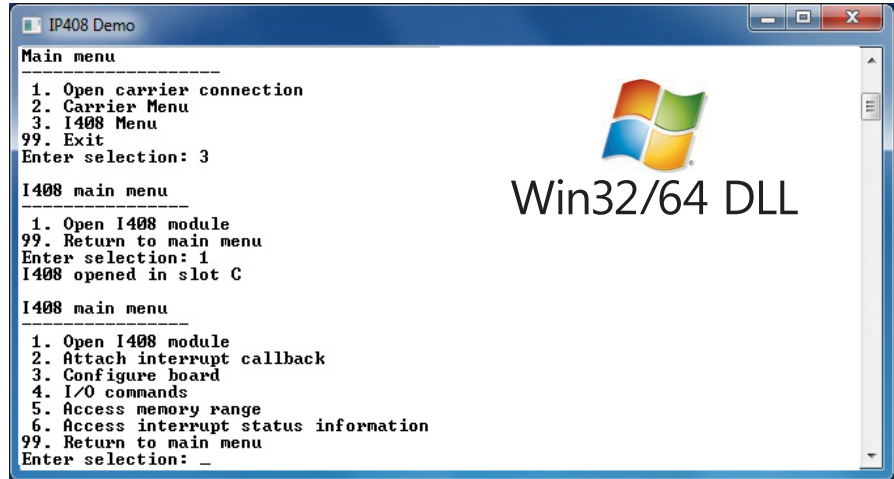 IP408 Demo
Main menu
-------------------
1. Open carrier connection
2. Carrier Menu
3. I408 Menu
99. Exit
Enter selection: 3
I408 main menu
----------------
1. Open I408 module
99. Return to main menu
Enter selection: 1
I408 opened in slot C
I408 main menu
----------------
1. Open I408 module
2. Attach interrupt callback
3. Configure board
4. I/O commands
5. Access memory range
6. Access interrupt status information
99. Return to main menu
Enter selection: _
Win32/64 DLL